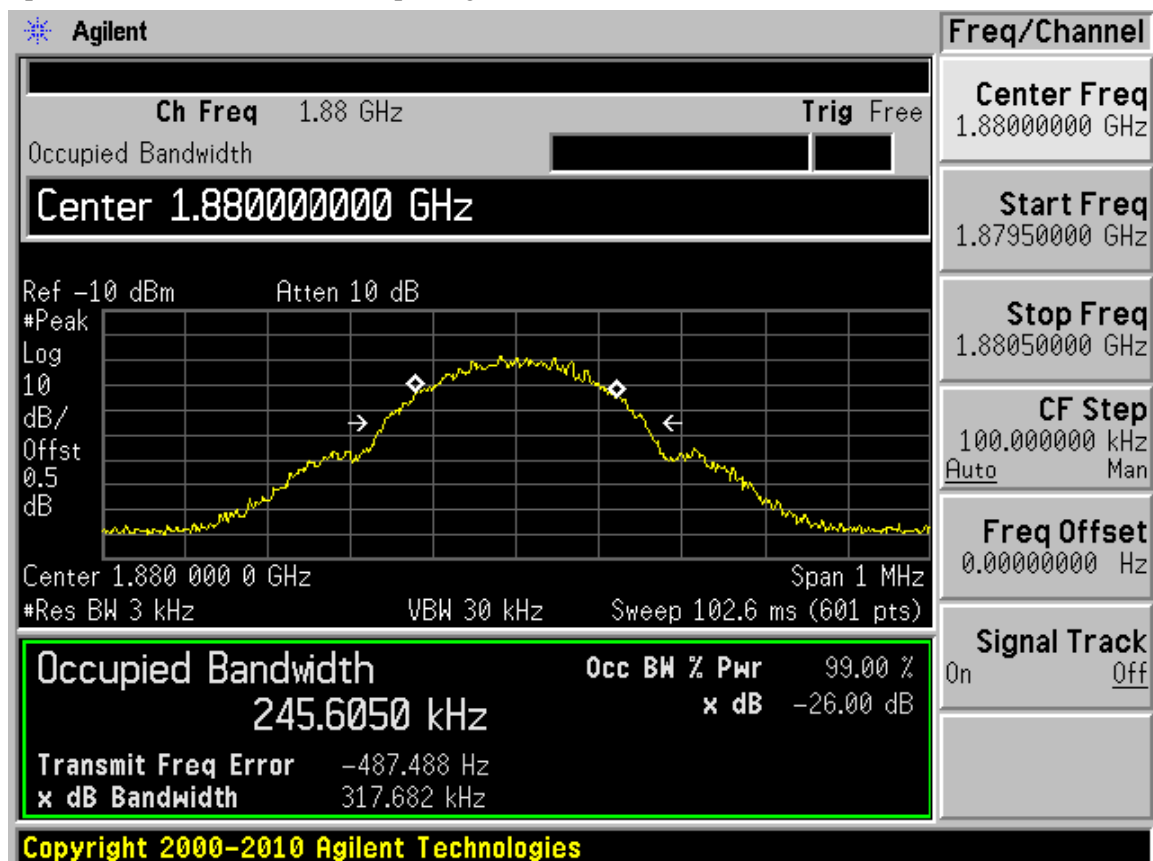 Agilent
Freq/Channel
Ch Freq 1.88 GHz Trig Free
Occupied Bandwidth
Center 1.880000000 GHz
Ref -10 dBm Atten 10 dB
#Peak
Log
10
dB/
Offst
0.5
dB
Center 1.880 000 0 GHz Span 1 MHz
#Res BW 3 kHz VBW 30 kHz Sweep 102.6 ms (601 pts)
Occupied Bandwidth
245.6050 kHz
Occ BW % Pwr 99.00 %
x dB -26.00 dB
Transmit Freq Error -487.488 Hz
x dB Bandwidth 317.682 kHz
Center Freq
1.88000000 GHz
Start Freq
1.87950000 GHz
Stop Freq
1.88050000 GHz
CF Step
100.000000 kHz
Auto Man
Freq Offset
0.00000000 Hz
Signal Track
On Off
Copyright 2000-2010 Agilent Technologies